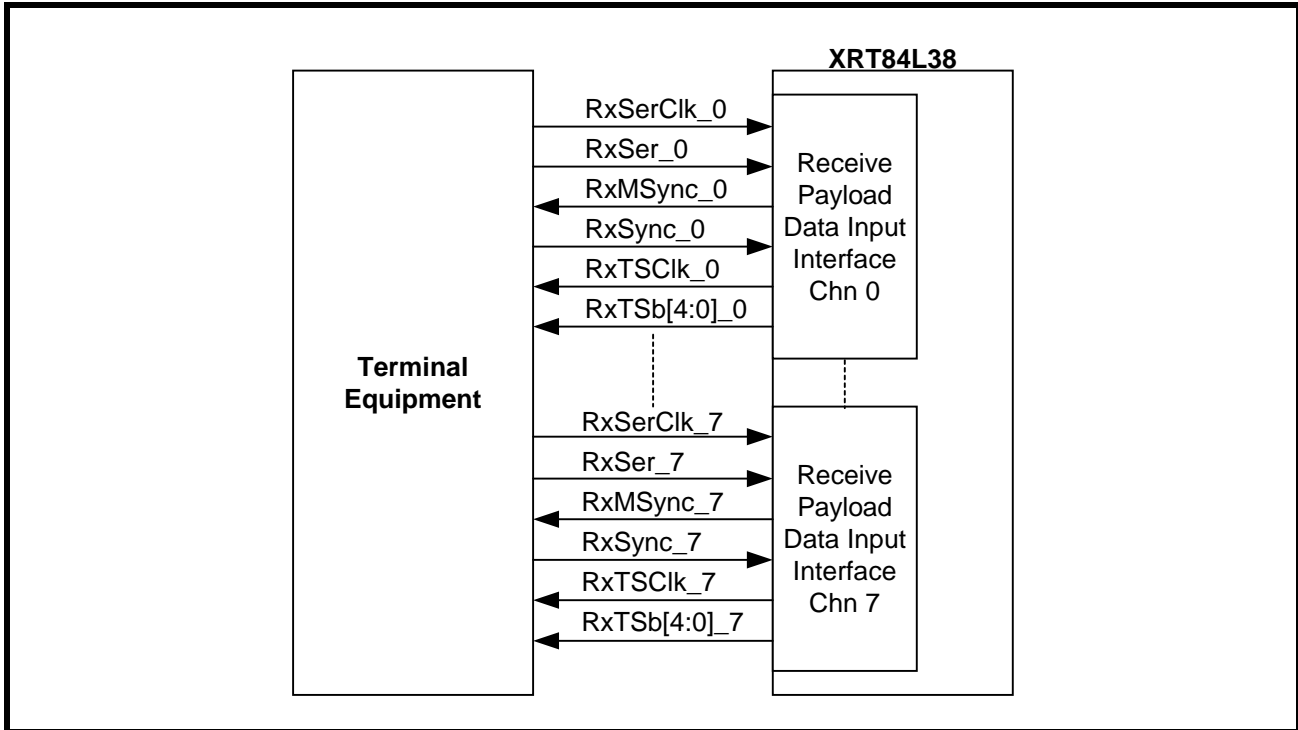 XRT84L38
RxSerClk_0
RxSer_0
RxMSync_0
RxSync_0
RxTSClk_0
RxTSb[4:0]_0
Receive
Payload
Data Input
Interface
Chn 0
Terminal
Equipment
RxSerClk_7
RxSer_7
RxMSync_7
RxSync_7
RxTSClk_7
RxTSb[4:0]_7
Receive
Payload
Data Input
Interface
Chn 7